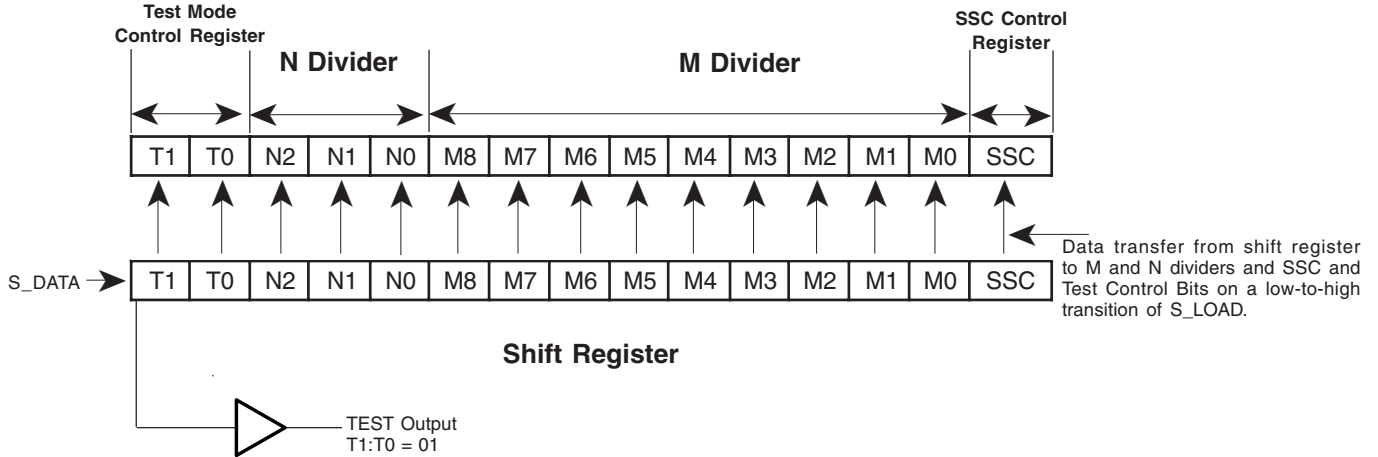 Test Mode
Control Register
SSC Control
Register
N Divider
M Divider
T1 T0 N2 N1 N0 M8 M7 M6 M5 M4 M3 M2 M1 M0 SSC
S_DATA
T1 T0 N2 N1 N0 M8 M7 M6 M5 M4 M3 M2 M1 M0 SSC
Data transfer from shift register
to M and N dividers and SSC and
Test Control Bits on a low-to-high
transition of S_LOAD.
Shift Register
TEST Output
T1:T0 = 01